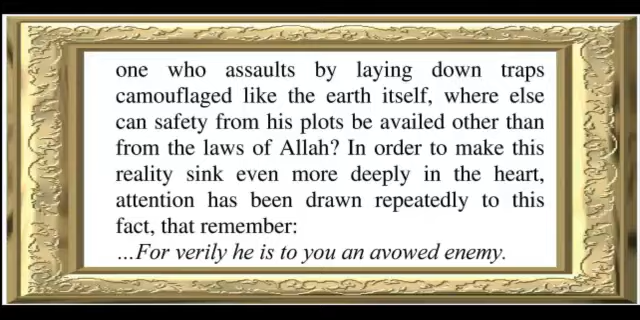 one who assaults by laying down traps
camouflaged like the earth itself, where else
can safety from his plots be availed other than
from the laws of Allah? In order to make this
reality sink even more deeply in the heart,
attention has been drawn repeatedly to this
fact, that remember:
...For verily he is to you an avowed enemy.